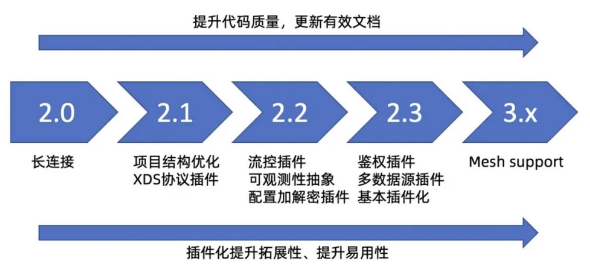 提升代码质量，更新有效文档
2.0
2.1
2.2
2.3
3.x
长连接
项目结构优化
XDS协议插件
流控插件
可观测性抽象
配置加解密插件
鉴权插件
多数据源插件
基本插件化
Mesh support
插件化提升拓展性、提升易用性